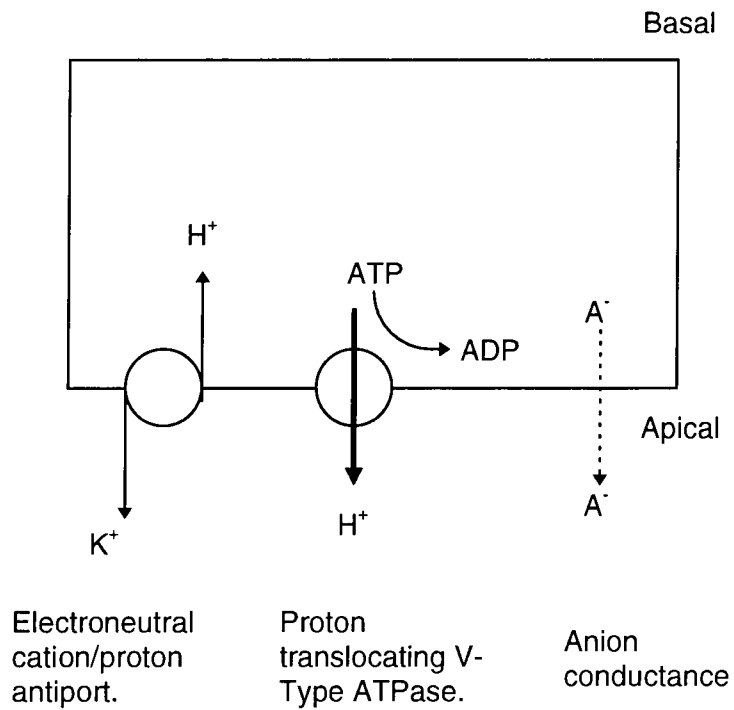 Basal
H⁺
ATP
ADP
A⁻
Apical
K⁺
H⁺
A⁻
Electroneutral
cation/proton
antiport.
Proton
translocating V-
Type ATPase.
Anion
conductance